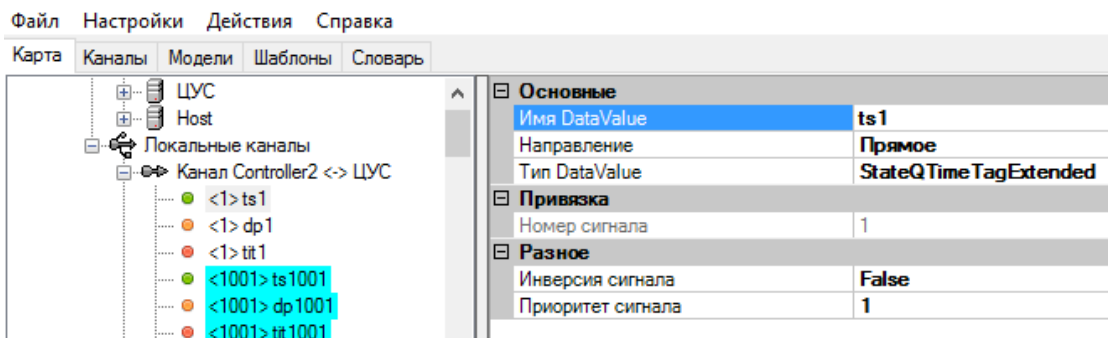 Файл Настройки Действия Справка
Карта Каналы Модели Шаблоны Словарь
ЦУС
Host
Локальные каналы
Канал Controller2 <-> ЦУС
<1> ts1
<1> dp1
<1> tit1
<1001> ts1001
<1001> dp1001
<1001> tit1001
Основные
Имя DataValue ts1
Направление Прямое
Тип DataValue StateQTimeTagExtended
Привязка
Номер сигнала 1
Разное
Инверсия сигнала False
Приоритет сигнала 1